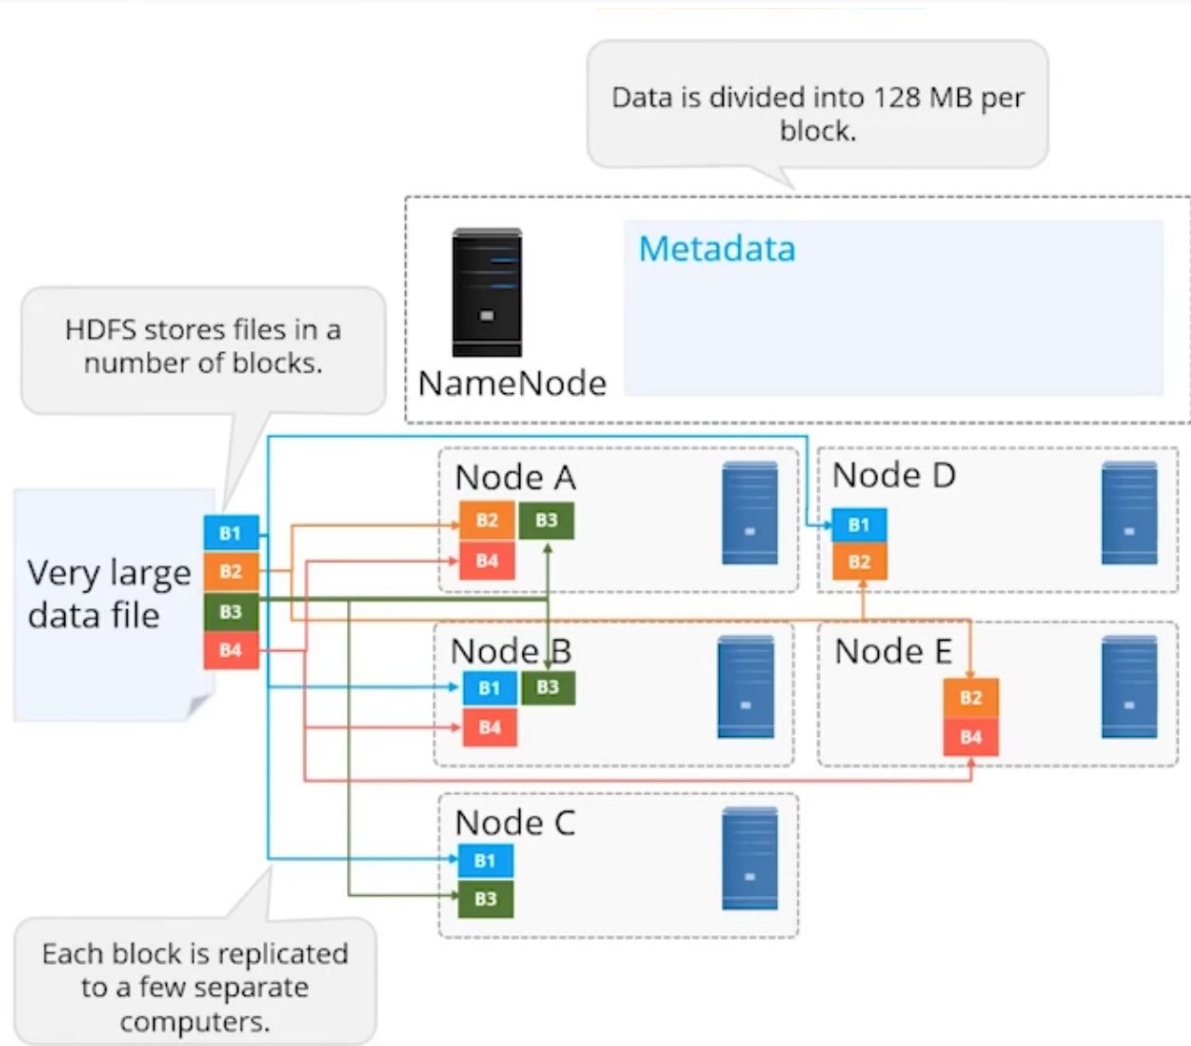 Data is divided into 128 MB per
block.
Metadata
NameNode
HDFS stores files in a
number of blocks.
Very large
data file
B1
B2
B3
B4
Node A
B2 B3
B4
Node D
B1
B2
Node B
B1 B3
B4
Node E
B2
B4
Node C
B1
B3
Each block is replicated
to a few separate
computers.